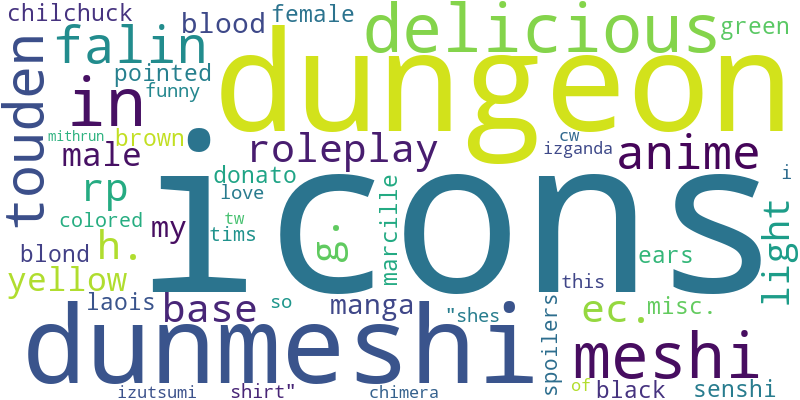 chilchuck
blood
female
delicious
green
falin
dungeon
pointed
funny
in
touden
mithrun
brown
male
roleplay
cw
izganda
anime
i
rp
donato
love
icons
colored
my
tw
tims
g.
marcille
light
h.
blond
ears
yellow
laois
base
so
manga
this
"shes
spoilers
ec.
misc.
dunmeshi
meshi
izutsumi
shirt"
chimera
of
black
senshi